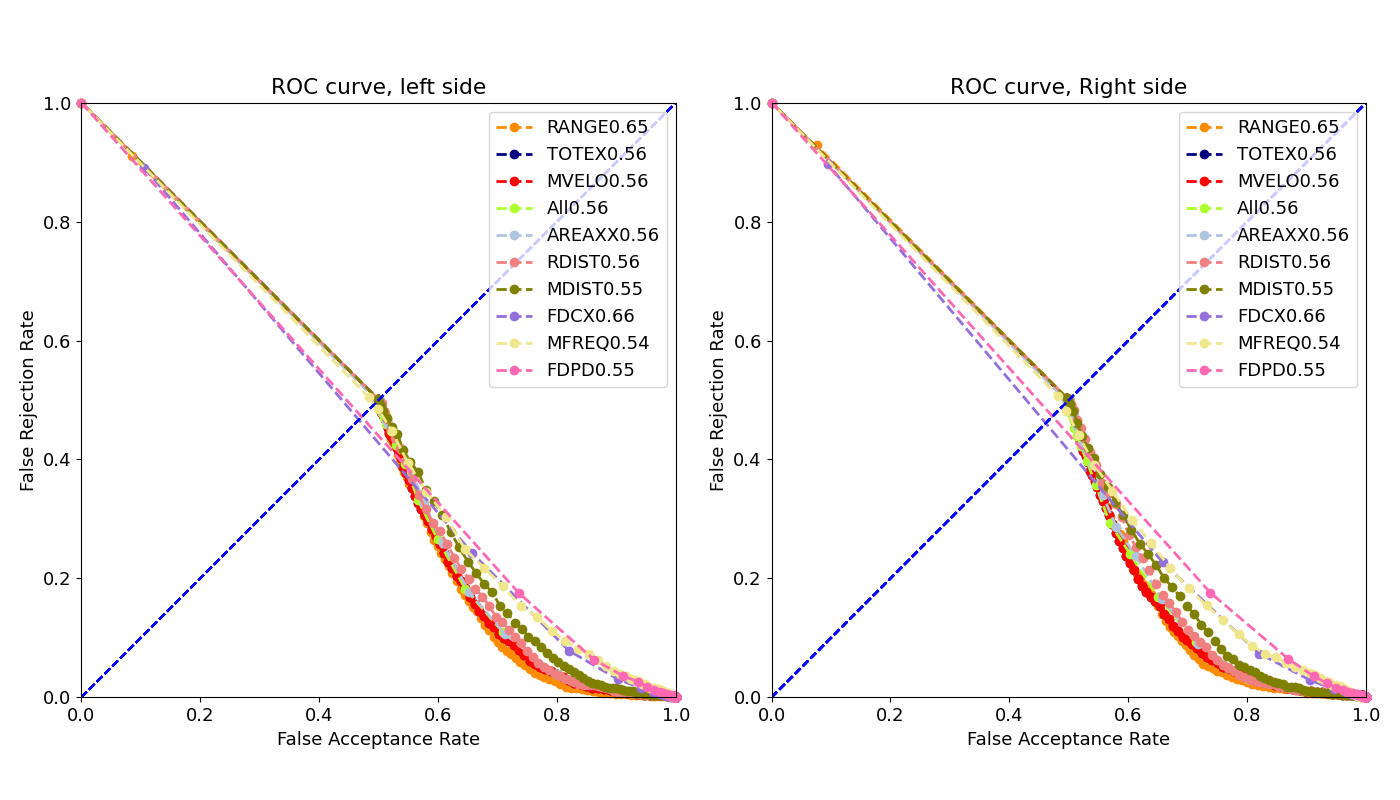 ROC curve, left side
1.0
0.8
0.6
0.4
0.2
0.0
False Rejection Rate
RANGE0.65
TOTEX0.56
MVELO0.56
All0.56
AREAXX0.56
RDIST0.56
MDIST0.55
FDCX0.66
MFREQ0.54
FDPD0.55
0.0 0.2 0.4 0.6 0.8 1.0
False Acceptance Rate
ROC curve, Right side
1.0
0.8
0.6
0.4
0.2
0.0
False Rejection Rate
RANGE0.65
TOTEX0.56
MVELO0.56
All0.56
AREAXX0.56
RDIST0.56
MDIST0.55
FDCX0.66
MFREQ0.54
FDPD0.55
0.0 0.2 0.4 0.6 0.8 1.0
False Acceptance Rate